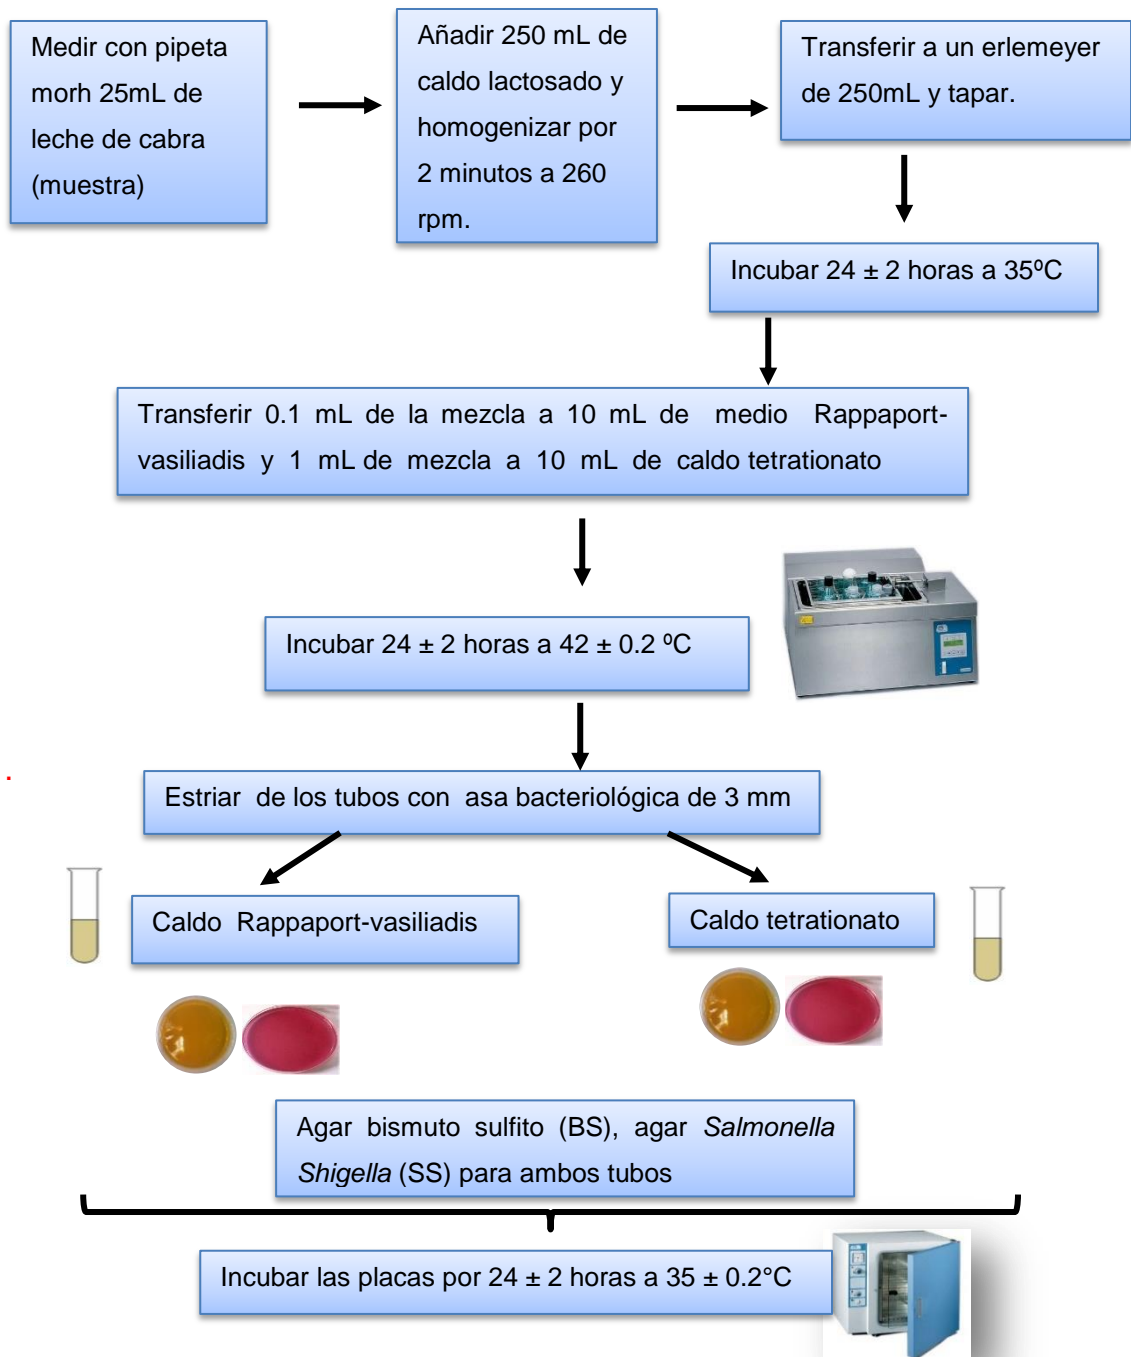 Medir con pipeta
morh 25mL de
leche de cabra
(muestra)
Añadir 250 mL de
caldo lactosado y
homogenizar por
2 minutos a 260
rpm.
Transferir a un erlemeyer
de 250mL y tapar.
Incubar 24 ± 2 horas a 35ºC
Transferir 0.1 mL de la mezcla a 10 mL de medio Rappaport-
vasiliadis y 1 mL de mezcla a 10 mL de caldo tetrationato
Incubar 24 ± 2 horas a 42 ± 0.2 ºC
Estriar de los tubos con asa bacteriológica de 3 mm
Caldo Rappaport-vasiliadis
Caldo tetrationato
Agar bismuto sulfito (BS), agar Salmonella
Shigella (SS) para ambos tubos
Incubar las placas por 24 ± 2 horas a 35 ± 0.2°C